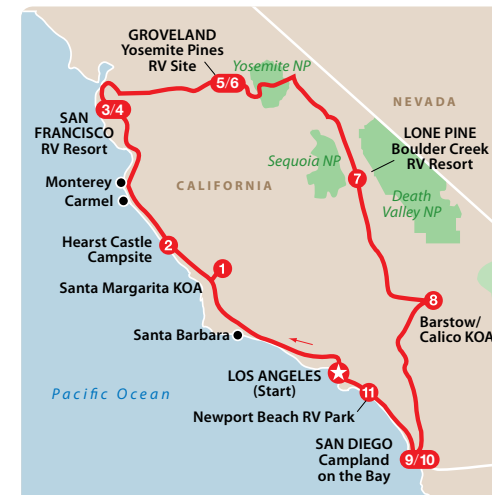 GROVELAND
Yosemite Pines
RV Site
5/6
Yosemite NP
3/4
SAN
FRANCISCO
RV Resort
NEVADA
LONE PINE
Boulder Creek
RV Resort
Sequoia NP
7
Death
Valley NP
Monterey
Carmel
CALIFORNIA
Hearst Castle
Campsite
2
1
Santa Margarita KOA
8
Barstow/
Calico KOA
Santa Barbara
LOS ANGELES
(Start)
11
Pacific Ocean
Newport Beach RV Park
SAN DIEGO
Campland
on the Bay
9/10